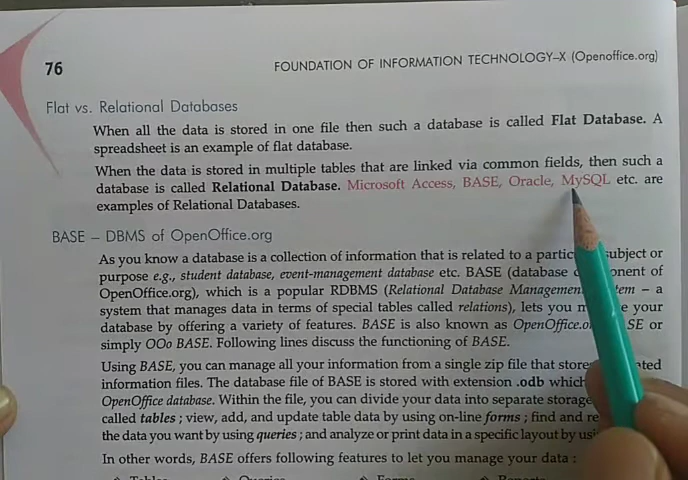 76
FOUNDATION OF INFORMATION TECHNOLOGY–X (Openoffice.org)
Flat vs. Relational Databases
When all the data is stored in one file then such a database is called Flat Database. A
spreadsheet is an example of flat database.
When the data is stored in multiple tables that are linked via common fields, then such a
database is called Relational Database. Microsoft Access, BASE, Oracle, MySQL etc. are
examples of Relational Databases.
BASE – DBMS of OpenOffice.org
As you know a database is a collection of information that is related to a subject or
purpose e.g., student database, event-management database etc. BASE (database of
OpenOffice.org), which is a popular RDBMS (Relational Database – a
system that manages data in terms of special tables called relations), lets you your
database by offering a variety of features. BASE is also known as or
simply OOo BASE. Following lines discuss the functioning of BASE.
Using BASE, you can manage all your information from a single zip file that
information files. The database file of BASE is stored with extension .odb
OpenOffice database. Within the file, you can divide your data into separate storage
called tables ; view, add, and update table data by using on-line forms ; find and
the data you want by using queries ; and analyze or print data in a specific layout by
In other words, BASE offers following features to let you manage your data :
Tables Queries Forms Reports